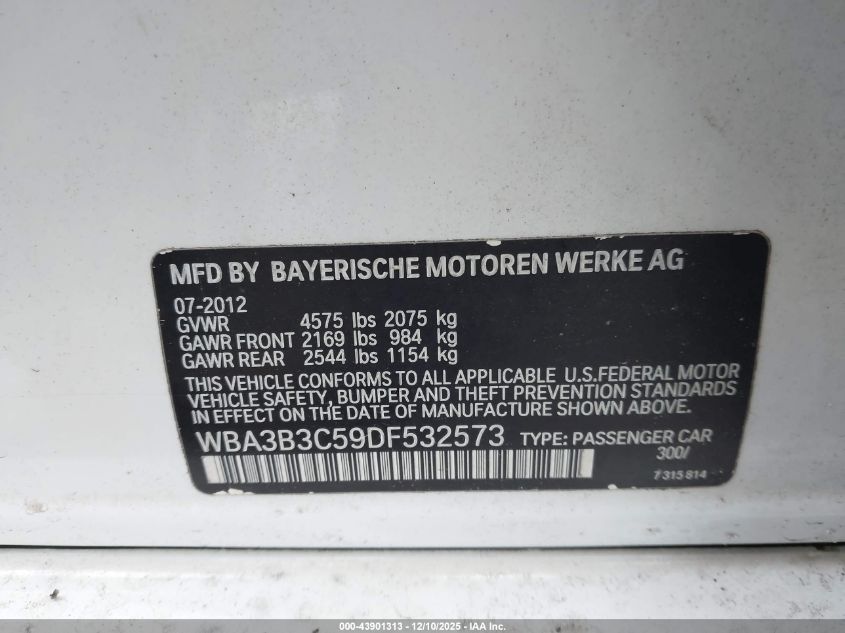 MFD BY BAYERISCHE MOTOREN WERKE AG
07-2012
GVWR 4575 lbs 2075 kg
GAWR FRONT 2169 lbs 984 kg
GAWR REAR 2544 lbs 1154 kg
THIS VEHICLE CONFORMS TO ALL APPLICABLE U.S.FEDERAL MOTOR
VEHICLE SAFETY, BUMPER AND THEFT PREVENTION STANDARDS
IN EFFECT ON THE DATE OF MANUFACTURE SHOWN ABOVE.
WBA3B3C59DF532573 TYPE: PASSENGER CAR
300/
7 315 814
000-43901313 - 12/10/2025 - IAA Inc.